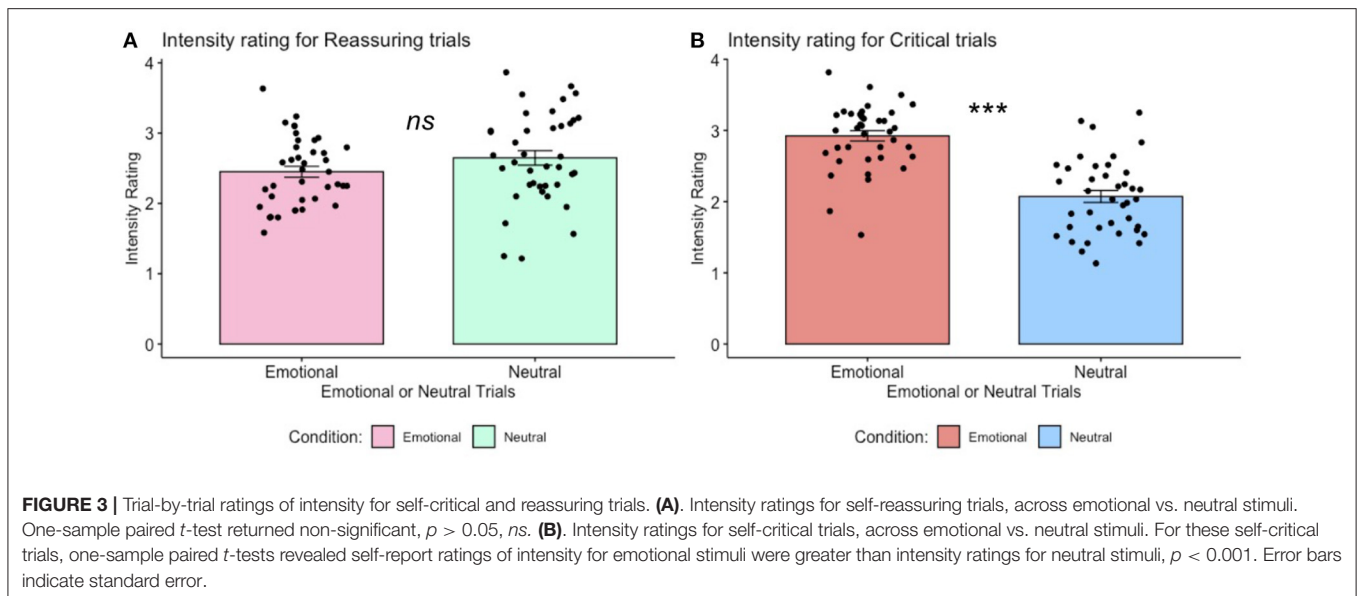 A Intensity rating for Reassuring trials
4
3
2
1
0
Intensity Rating
ns
Emotional Neutral
Emotional or Neutral Trials
Condition: Emotional Neutral
B Intensity rating for Critical trials
4
3
2
1
0
Intensity Rating
***
Emotional Neutral
Emotional or Neutral Trials
Condition: Emotional Neutral
FIGURE 3 | Trial-by-trial ratings of intensity for self-critical and reassuring trials. (A). Intensity ratings for self-reassuring trials, across emotional vs. neutral stimuli.
One-sample paired t-test returned non-significant, p > 0.05, ns. (B). Intensity ratings for self-critical trials, across emotional vs. neutral stimuli. For these self-critical
trials, one-sample paired t-tests revealed self-report ratings of intensity for emotional stimuli were greater than intensity ratings for neutral stimuli, p < 0.001. Error bars
indicate standard error.